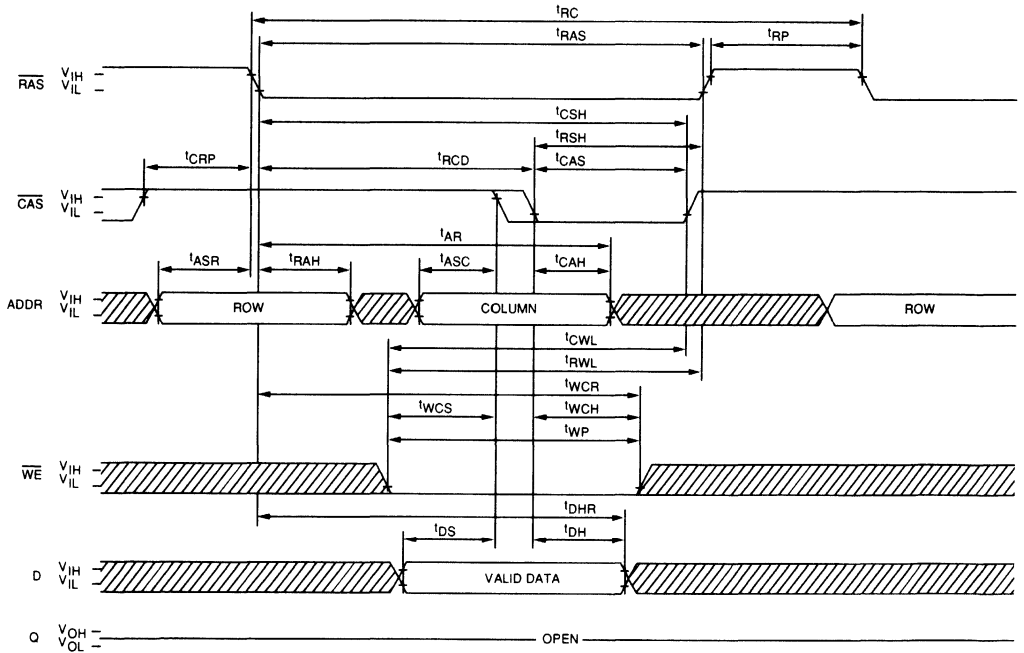 tRC
tRAS
tRP
RAS VIH
VIL
tCSH
tRSH
tCRP
tRCD
tCAS
CAS VIH
VIL
tAR
tASR
tRAH
tASC
tCAH
ADDR VIH
VIL
ROW
COLUMN
ROW
tCWL
tRWL
tWCR
tWCS
tWCH
tWP
WE VIH
VIL
tDHR
tDS
tDH
D VIH
VIL
VALID DATA
Q VOH
VOL
OPEN